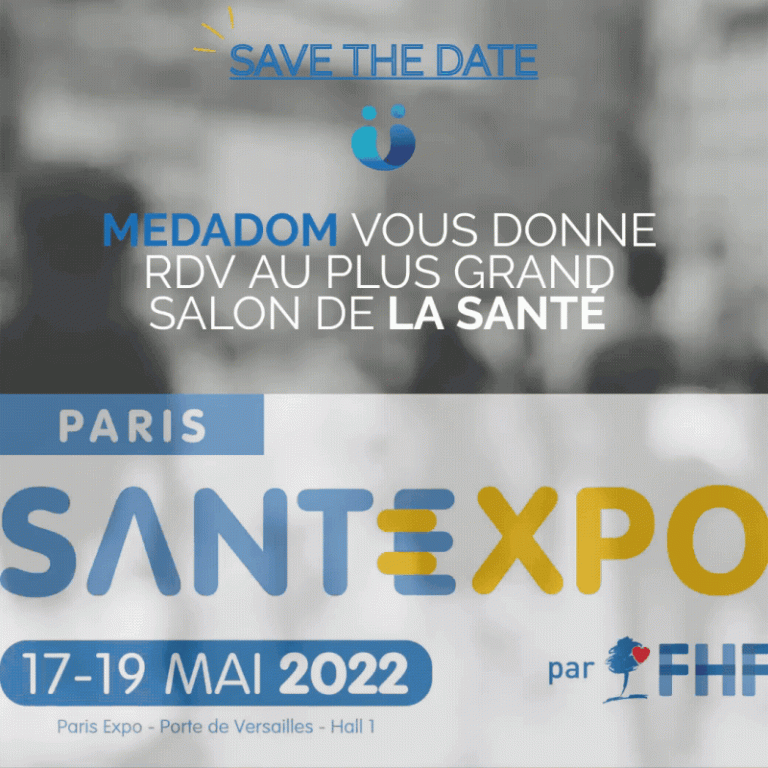 SAVE THE DATE
MEDADOM VOUS DONNE
RDV AU PLUS GRAND
SALON DE LA SANTÉ
PARIS
SANTEXPO
17-19 MAI 2022
par FHF
Paris Expo - Porte de Versailles - Hall 1